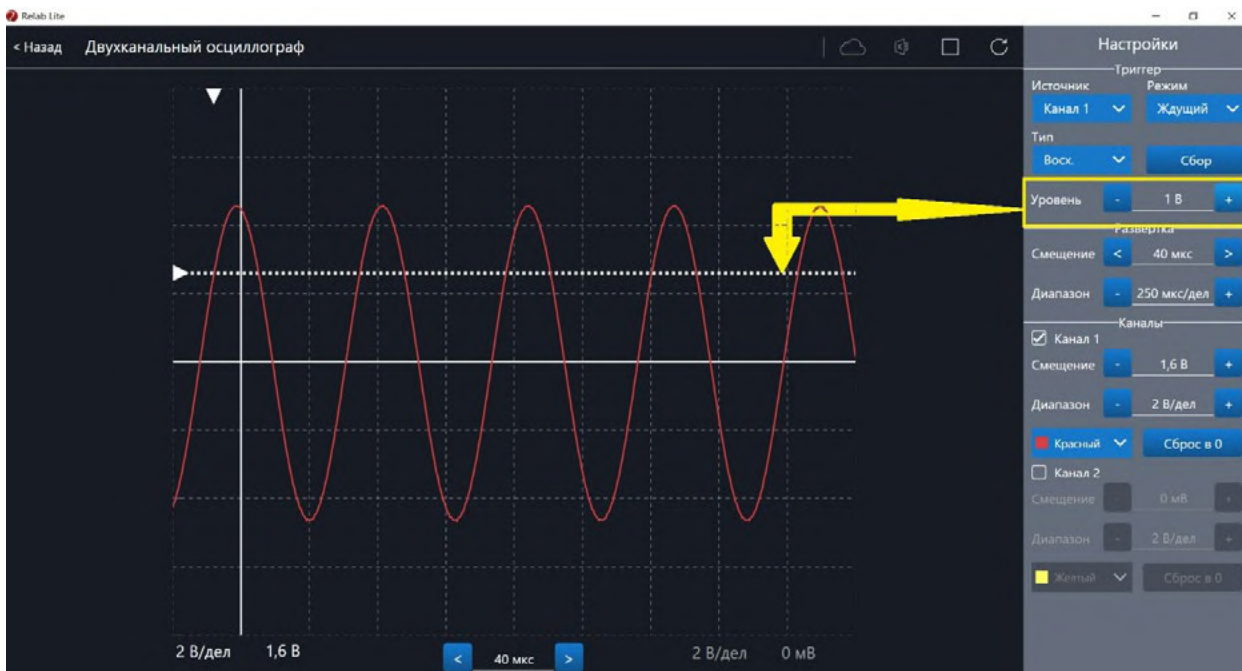 Relab Lite
< Назад Двухканальный осциллограф
Настройки
Триггер
Источник Режим
Канал 1 Ждущий
Тип
Восх. Сбор
Уровень - 1 В +
Развертка
Смещение < 40 мкс >
Диапазон - 250 мкс/дел +
Каналы
Канал 1
Смещение - 1,6 В +
Диапазон - 2 В/дел +
Красный Сброс в 0
Канал 2
Смещение - 0 мВ +
Диапазон - 2 В/дел +
Желтый Сброс в 0
2 В/дел 1,6 В < 40 мкс > 2 В/дел 0 мВ